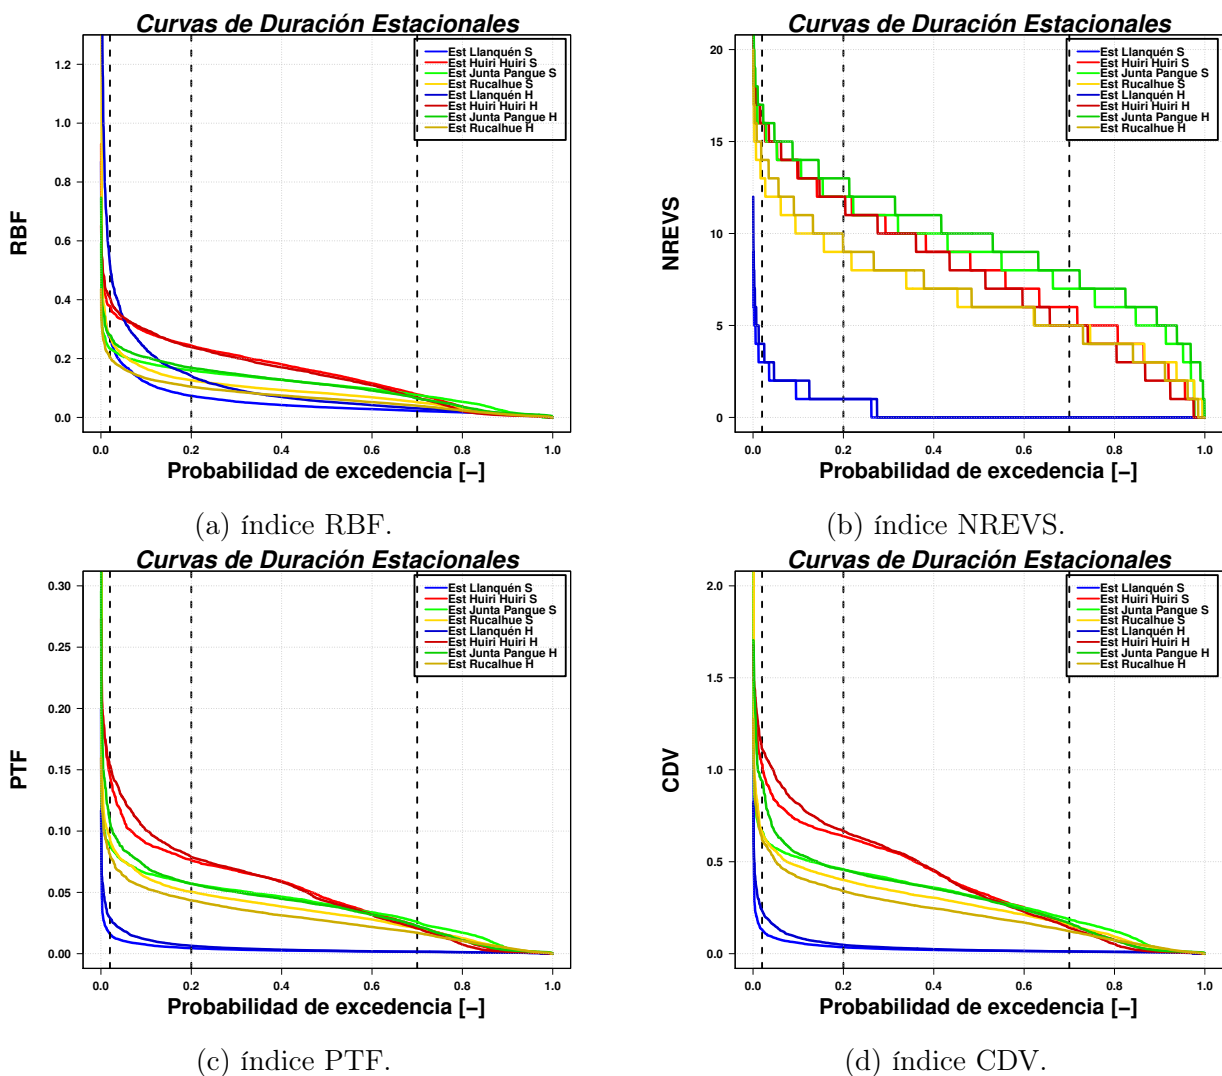 Curvas de Duración Estacionales
RBF
1.2
1.0
0.8
0.6
0.4
0.2
0.0
Est Llanquén S
Est Huiri Huiri S
Est Junta Pangue S
Est Rucalhue S
Est Llanquén H
Est Huiri Huiri H
Est Junta Pangue H
Est Rucalhue H
0.0 0.2 0.4 0.6 0.8 1.0
Probabilidad de excedencia [−]
(a) índice RBF.
Curvas de Duración Estacionales
NREVS
20
15
10
5
0
Est Llanquén S
Est Huiri Huiri S
Est Junta Pangue S
Est Rucalhue S
Est Llanquén H
Est Huiri Huiri H
Est Junta Pangue H
Est Rucalhue H
0.0 0.2 0.4 0.6 0.8 1.0
Probabilidad de excedencia [−]
(b) índice NREVS.
Curvas de Duración Estacionales
PTF
0.30
0.25
0.20
0.15
0.10
0.05
0.00
Est Llanquén S
Est Huiri Huiri S
Est Junta Pangue S
Est Rucalhue S
Est Llanquén H
Est Huiri Huiri H
Est Junta Pangue H
Est Rucalhue H
0.0 0.2 0.4 0.6 0.8 1.0
Probabilidad de excedencia [−]
(c) índice PTF.
Curvas de Duración Estacionales
CDV
2.0
1.5
1.0
0.5
0.0
Est Llanquén S
Est Huiri Huiri S
Est Junta Pangue S
Est Rucalhue S
Est Llanquén H
Est Huiri Huiri H
Est Junta Pangue H
Est Rucalhue H
0.0 0.2 0.4 0.6 0.8 1.0
Probabilidad de excedencia [−]
(d) índice CDV.